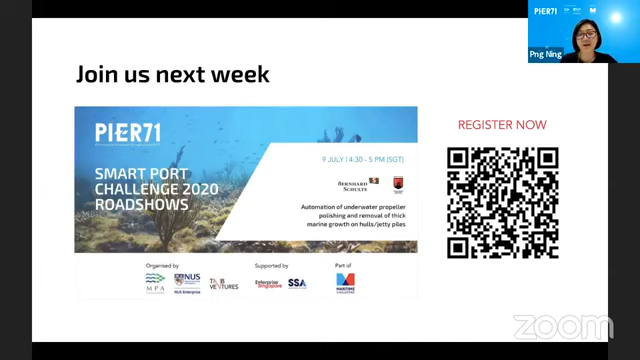 Join us next week
PIER71
SMART PORT
CHALLENGE 2020
ROADSHOWS
9 JULY | 4:30 - 5 PM (SGT)
BERNHARD
SCHULTE
Automation of underwater propeller
polishing and removal of thick
marine growth on hulls/jetty piles
Organised by
MPA
NUS
NUS Enterprise
VENTURES
Supported by
Enterprise
Singapore
SSA
Part of
MARITIME
SINGAPORE
REGISTER NOW
PIER71
Png Ning
zoom